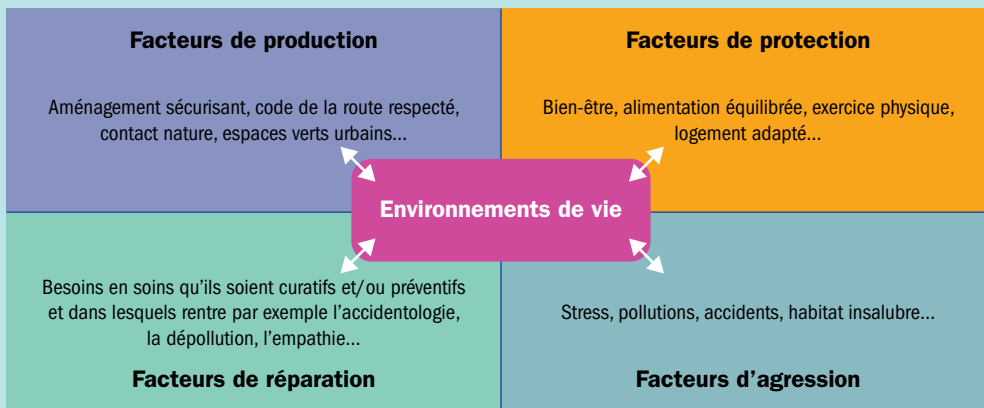 Facteurs de production
Aménagement sécurisant, code de la route respecté,
contact nature, espaces verts urbains...
Facteurs de protection
Bien-être, alimentation équilibrée, exercice physique,
logement adapté...
Environnements de vie
Besoins en soins qu'ils soient curatifs et/ou préventifs
et dans lesquels rentre par exemple l'accidentologie,
la dépollution, l'empathie...
Facteurs de réparation
Stress, pollutions, accidents, habitat insalubre...
Facteurs d'agression